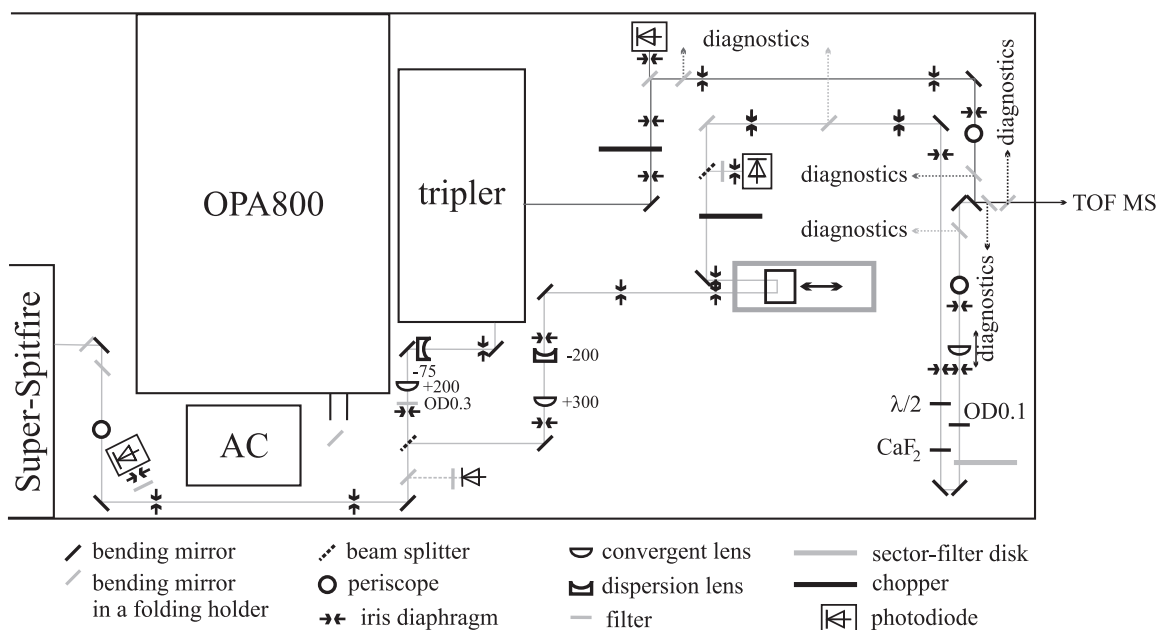 diagnostics
OPA800
tripler
diagnostics
diagnostics
TOF MS
diagnostics
Super-Spitfire
diagnostics
-75
-200
+200
OD0.3
+300
λ/2
OD0.1
AC
CaF2
bending mirror
beam splitter
convergent lens
sector-filter disk
bending mirror
in a folding holder
periscope
dispersion lens
chopper
iris diaphragm
filter
photodiode